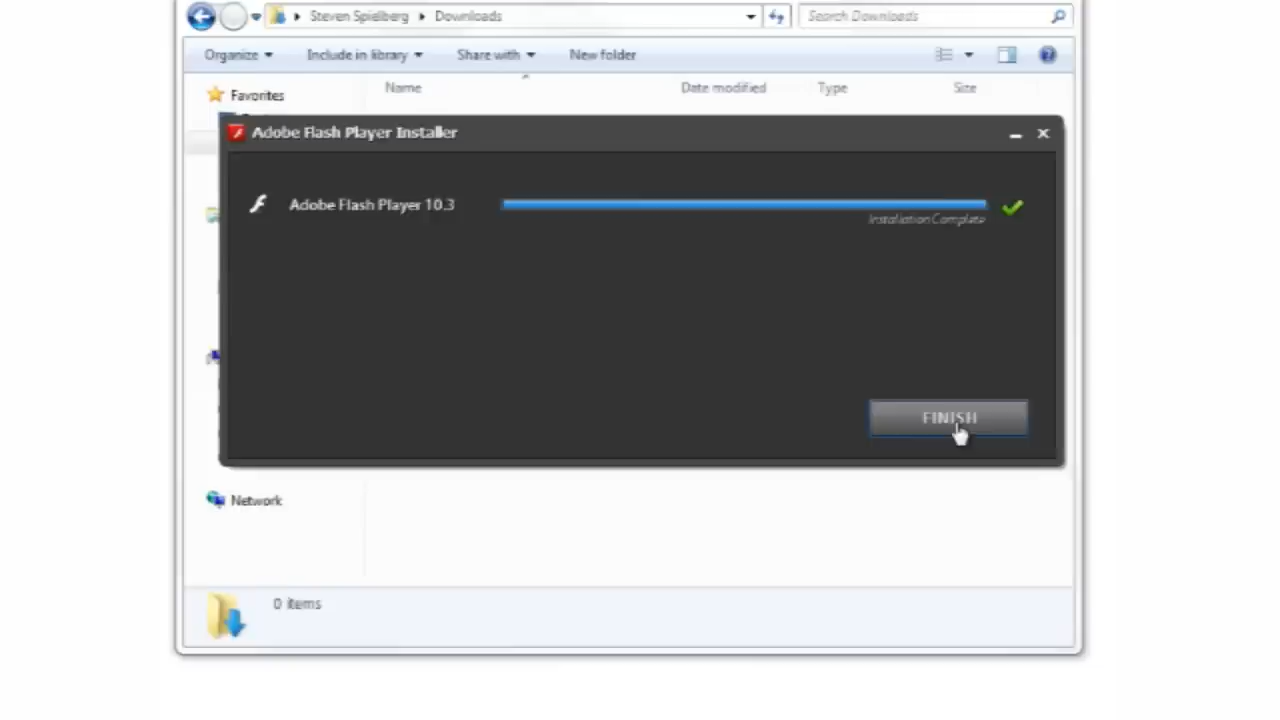 Steven Spielberg Downloads Search Downloads
Organize Include in library Share with New folder
Favorites Name Date modified Type Size
Adobe Flash Player Installer
Adobe Flash Player 10.3
Installation Complete
FINISH
Network
0 items